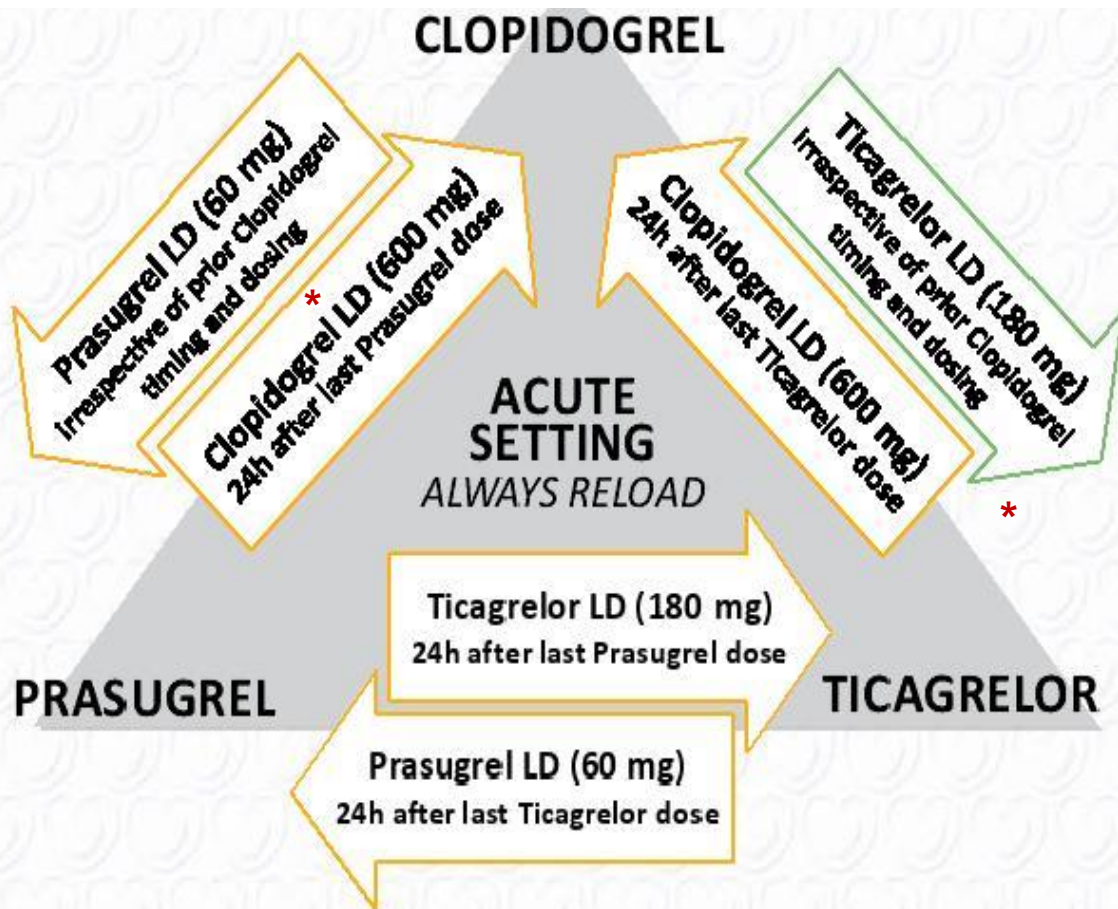 CLOPIDOGREL
Prasugrel LD (60 mg)
irrespective of prior Clopidogrel
timing and dosing
*
Clopidogrel LD (600 mg)
24h after last Prasugrel dose
Ticagrelor LD (180 mg)
irrespective of prior Clopidogrel
timing and dosing
*
Clopidogrel LD (600 mg)
24h after last Ticagrelor dose
ACUTE
SETTING
ALWAYS RELOAD
Ticagrelor LD (180 mg)
24h after last Prasugrel dose
PRASUGREL
TICAGRELOR
Prasugrel LD (60 mg)
24h after last Ticagrelor dose